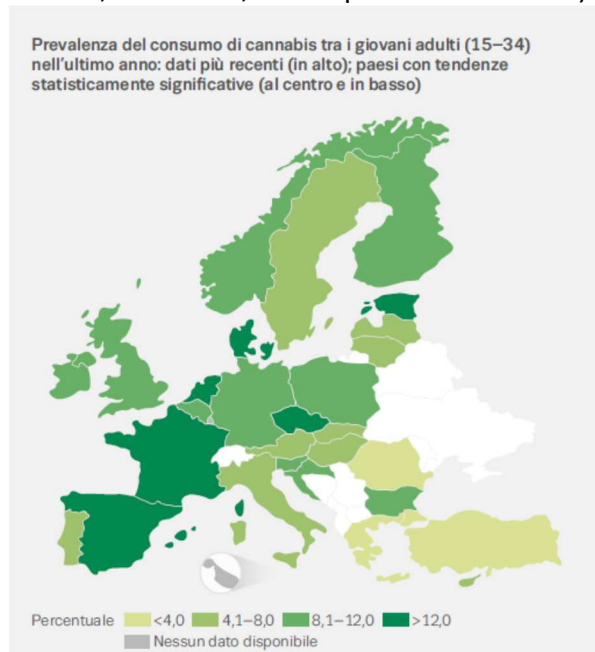 Prevalenza del consumo di cannabis tra i giovani adulti (15–34)
nell'ultimo anno: dati più recenti (in alto); paesi con tendenze
statisticamente significative (al centro e in basso)
Percentuale <4,0 4,1–8,0 8,1–12,0 >12,0
Nessun dato disponibile